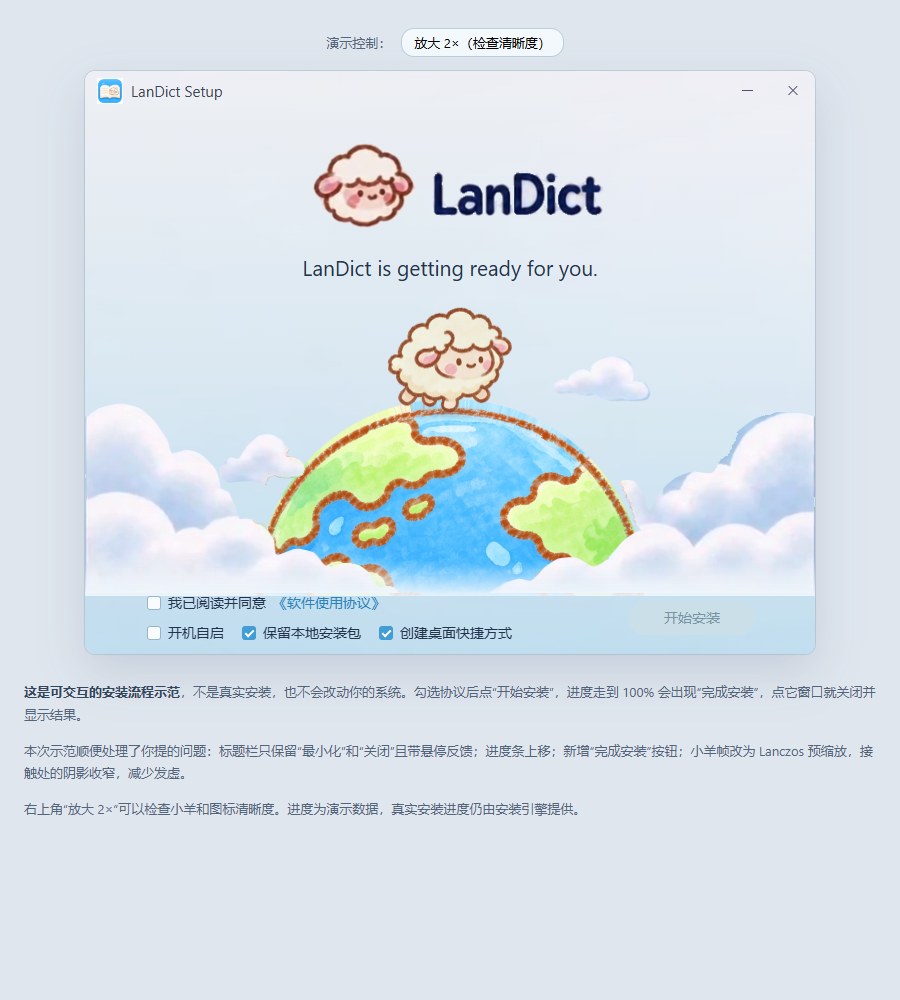 演示控制：
放大 2×（检查清晰度）
LanDict Setup
LanDict
LanDict is getting ready for you.
我已阅读并同意 《软件使用协议》
开始安装
开机自启 保留本地安装包 创建桌面快捷方式
这是可交互的安装流程示范，不是真实安装，也不会改动你的系统。勾选协议后点“开始安装”，进度走到 100% 会出现“完成安装”，点它窗口就关闭并
显示结果。
本次示范顺便处理了你提的问题：标题栏只保留“最小化”和“关闭”且带悬停反馈；进度条上移；新增“完成安装”按钮；小羊帧改为 Lanczos 预缩放，接
触处的阴影收窄，减少发虚。
右上角“放大 2×”可以检查小羊和图标清晰度。进度为演示数据，真实安装进度仍由安装引擎提供。